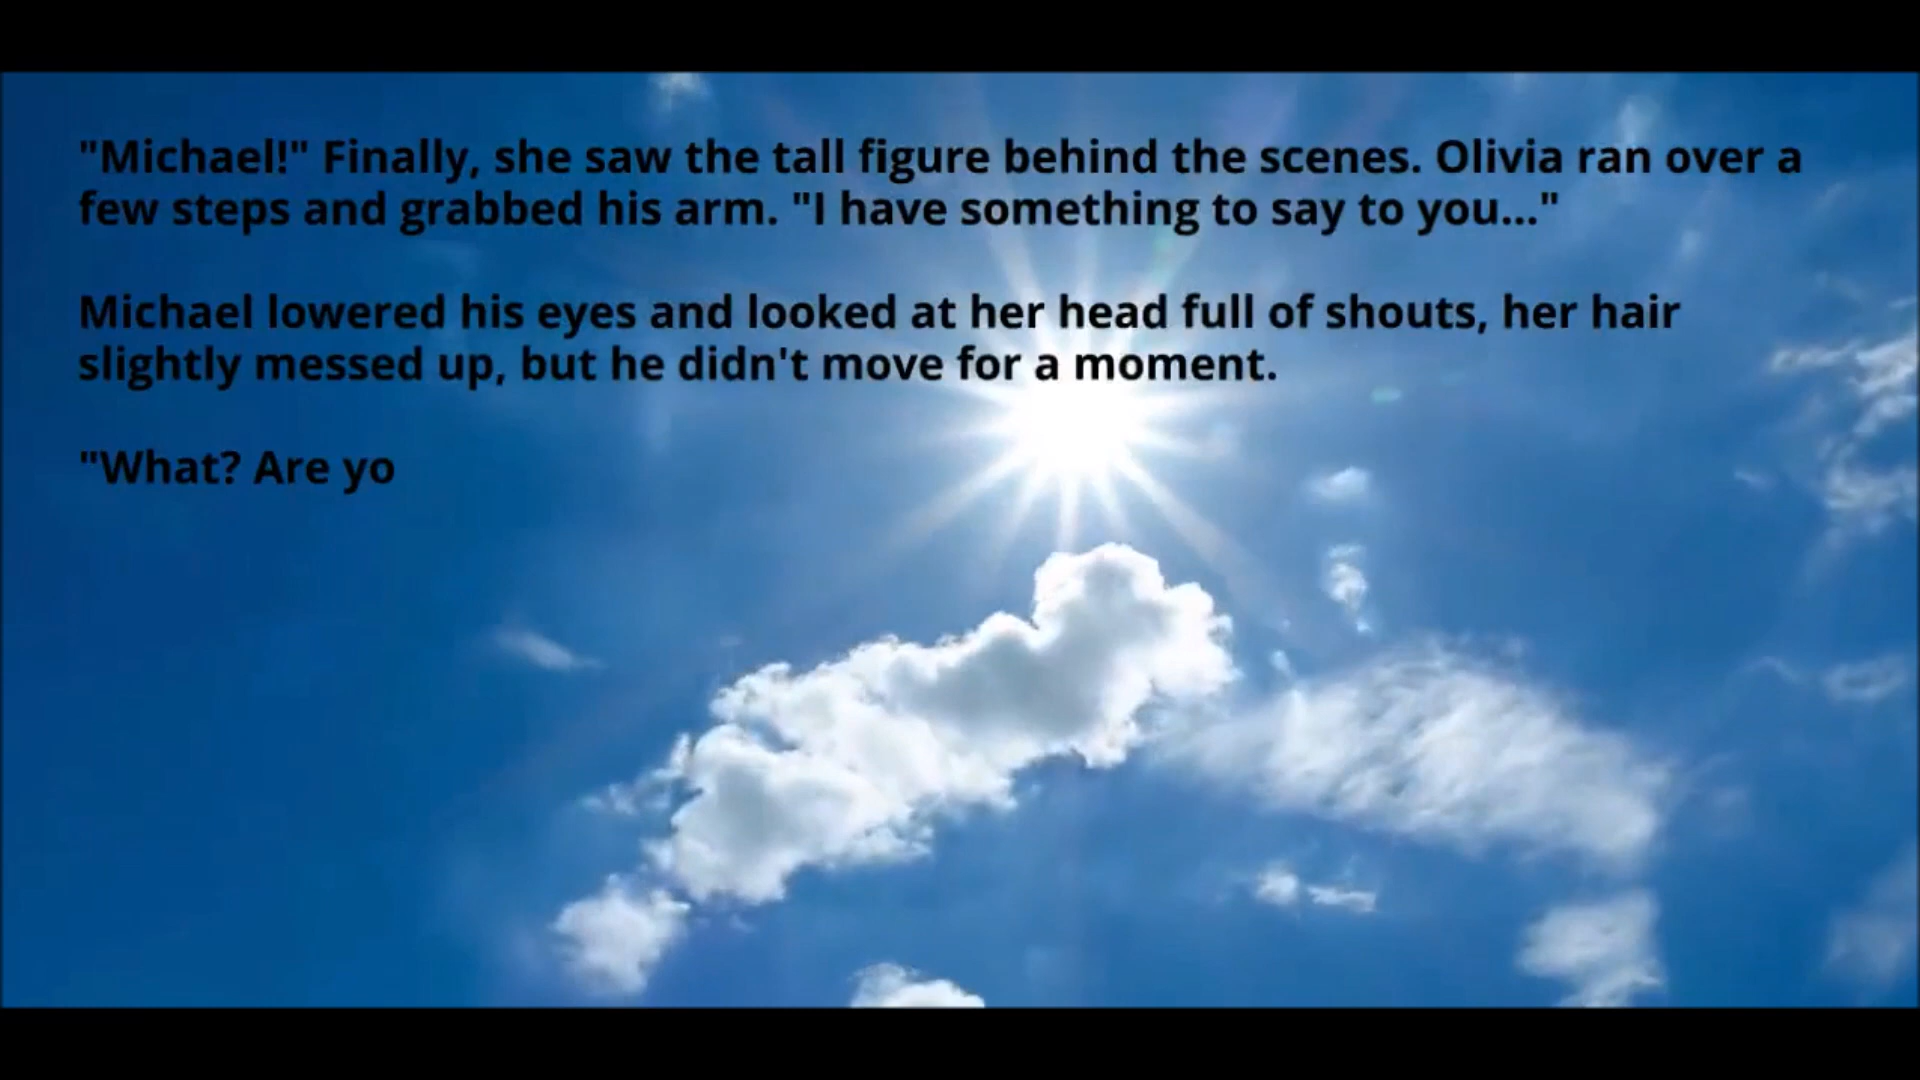 "Michael!" Finally, she saw the tall figure behind the scenes. Olivia ran over a
few steps and grabbed his arm. "I have something to say to you..."
Michael lowered his eyes and looked at her head full of shouts, her hair
slightly messed up, but he didn't move for a moment.
"What? Are yo